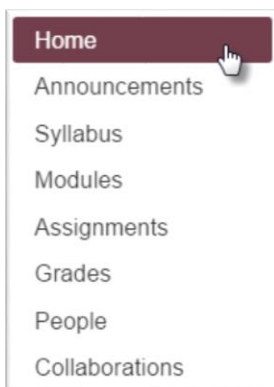 Home
Announcements
Syllabus
Modules
Assignments
Grades
People
Collaborations